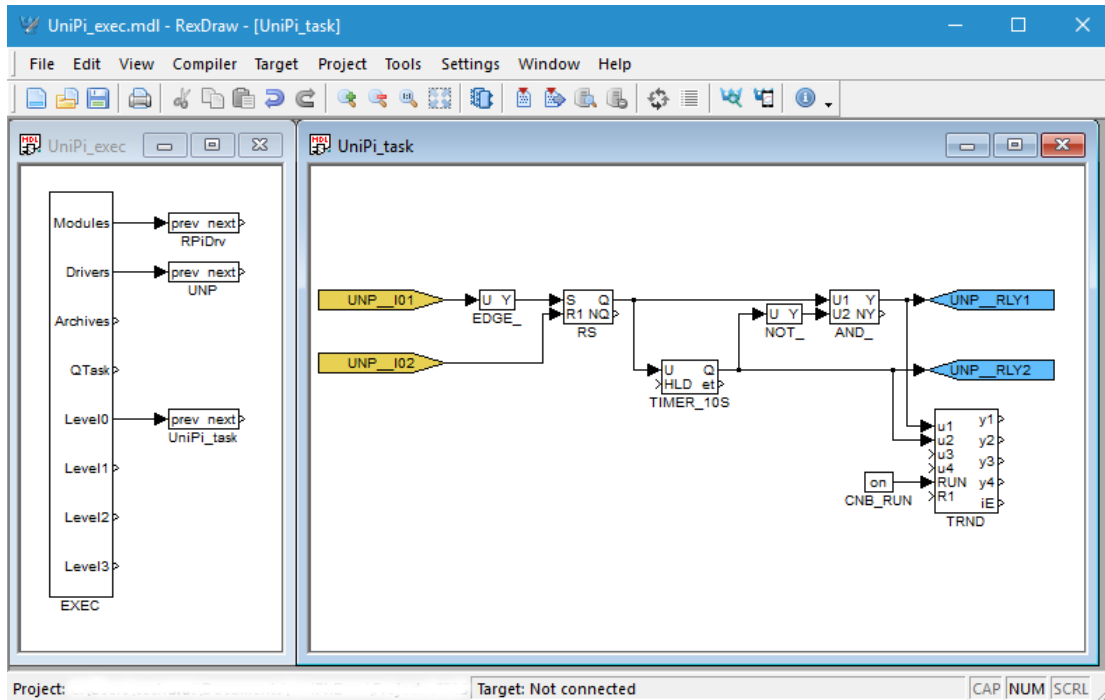 UniPi_exec.mdl - RexDraw - [UniPi_task]
File Edit View Compiler Target Project Tools Settings Window Help
UniPi_exec
Modules
prev next
RPiDrv
Drivers
prev next
UNP
Archives
QTask
Level0
prev next
UniPi_task
Level1
Level2
Level3
EXEC
UniPi_task
UNP__I01
U Y
EDGE_
S Q
R1 NQ
RS
UNP__I02
U Q
HLD et
TIMER_10S
U Y
NOT_
U1 Y
U2 NY
AND_
UNP__RLY1
UNP__RLY2
on
CNB_RUN
u1 y1
u2 y2
u3 y3
u4 y4
RUN
R1 iE
TRND
Project:
Target: Not connected
CAP NUM SCRL